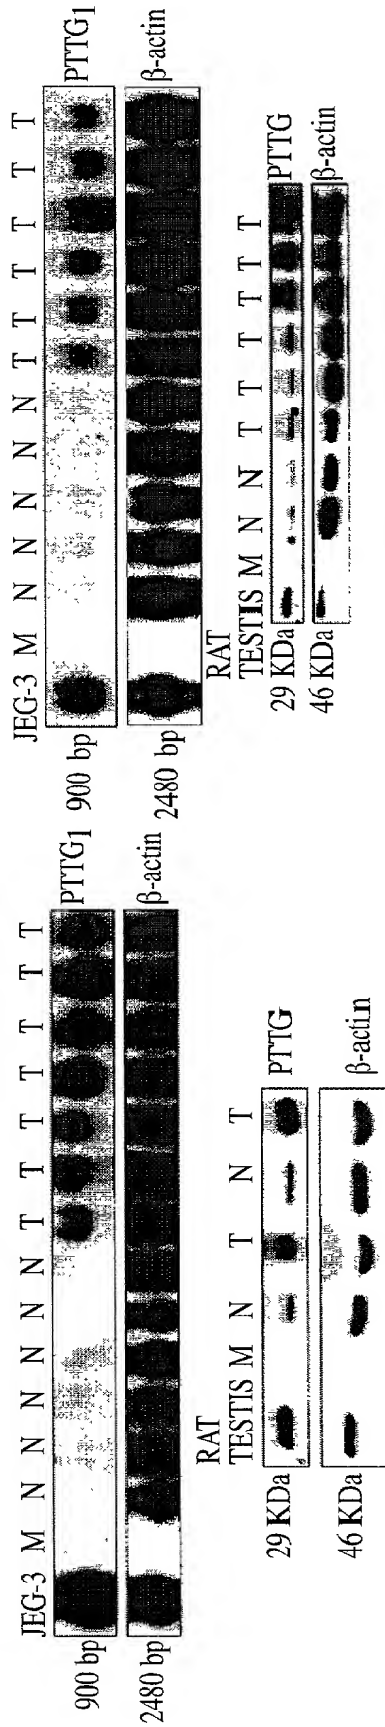 JEG-3 M N N N N N N T T T T T T T
900 bp PTTG1
2480 bp β-actin
RAT
TESTIS M N T N T
29 KDa PTTG
46 KDa β-actin
JEG-3 M N N N N N T T T T T T
900 bp PTTG1
2480 bp β-actin
RAT
TESTIS M N N T T T T T T
29 KDa PTTG
46 KDa β-actin